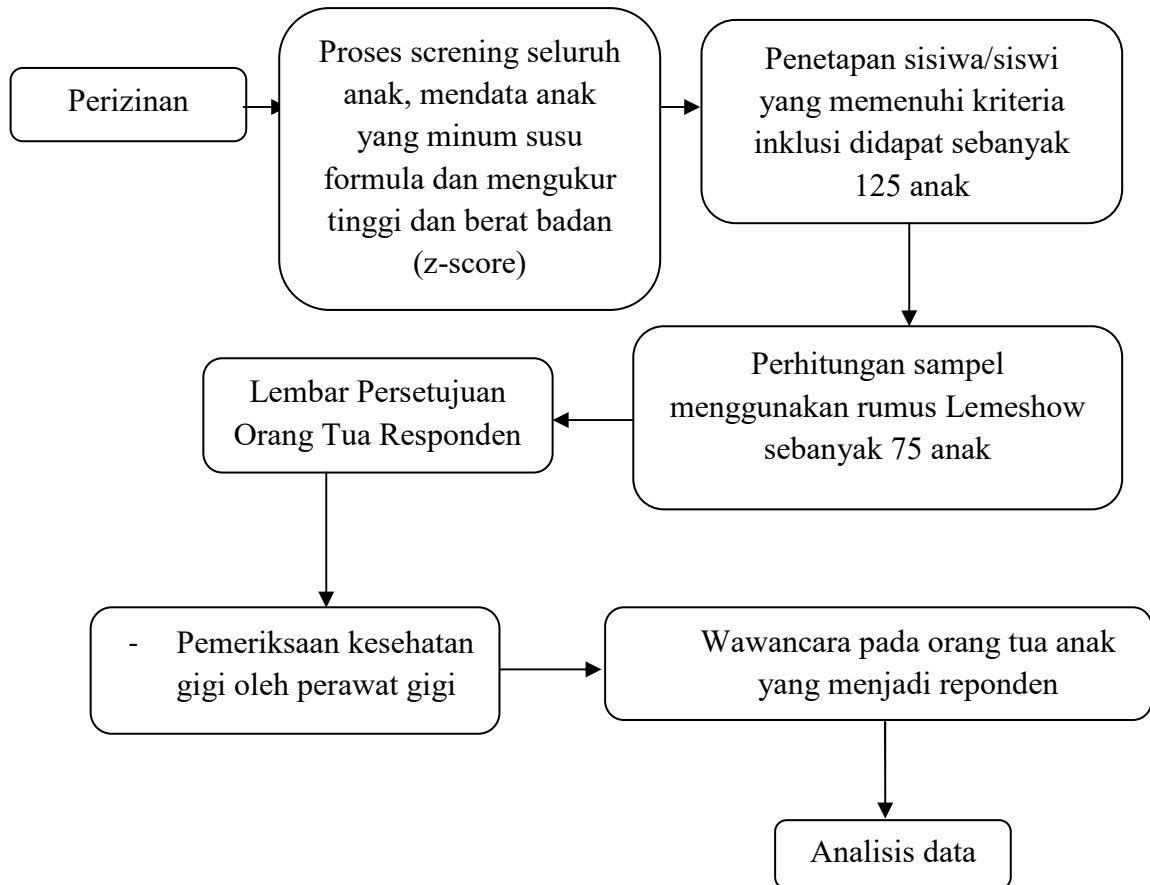 Perizinan
Proses screning seluruh
anak, mendata anak
yang minum susu
formula dan mengukur
tinggi dan berat badan
(z-score)
Penetapan sisiwa/siswi
yang memenuhi kriteria
inklusi didapat sebanyak
125 anak
Perhitungan sampel
menggunakan rumus Lemeshow
sebanyak 75 anak
Lembar Persetujuan
Orang Tua Responden
- Pemeriksaan kesehatan
gigi oleh perawat gigi
Wawancara pada orang tua anak
yang menjadi reponden
Analisis data